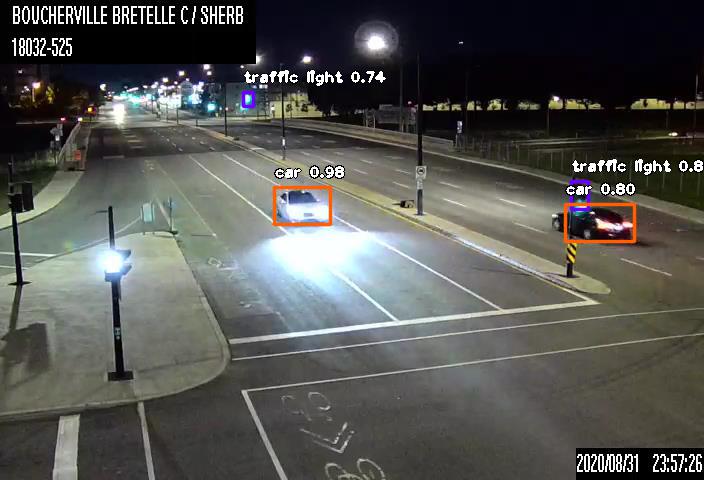 BOUCHERVILLE BRETELLE C / SHERB
18032-525
traffic light 0.74
car 0.98
traffic light 0.8
car 0.80
2020/08/31 23:57:26